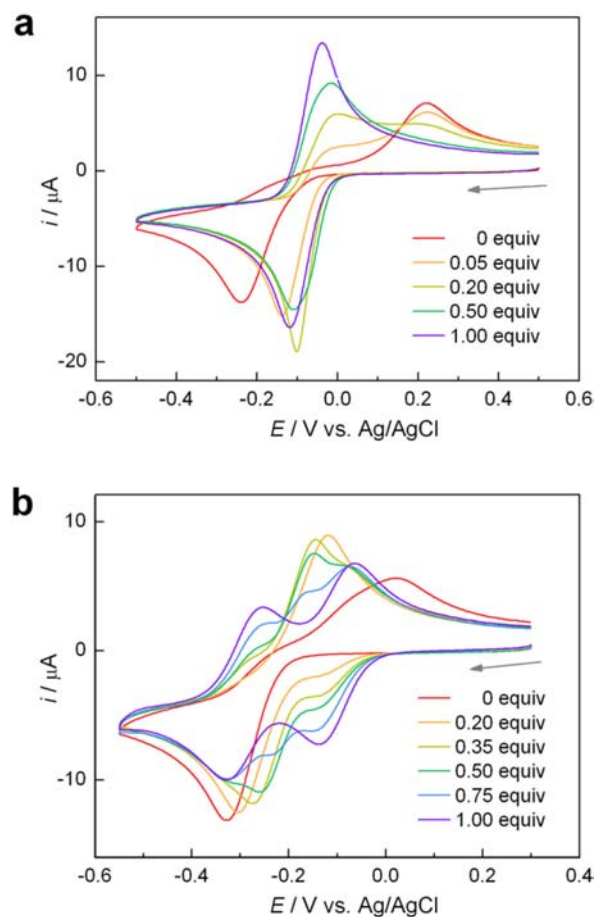 a
10
0
-10
-20
i / μA
0 equiv
0.05 equiv
0.20 equiv
0.50 equiv
1.00 equiv
-0.6 -0.4 -0.2 0.0 0.2 0.4 0.6
E / V vs. Ag/AgCl
b
10
0
-10
i / μA
0 equiv
0.20 equiv
0.35 equiv
0.50 equiv
0.75 equiv
1.00 equiv
-0.6 -0.4 -0.2 0.0 0.2 0.4
E / V vs. Ag/AgCl